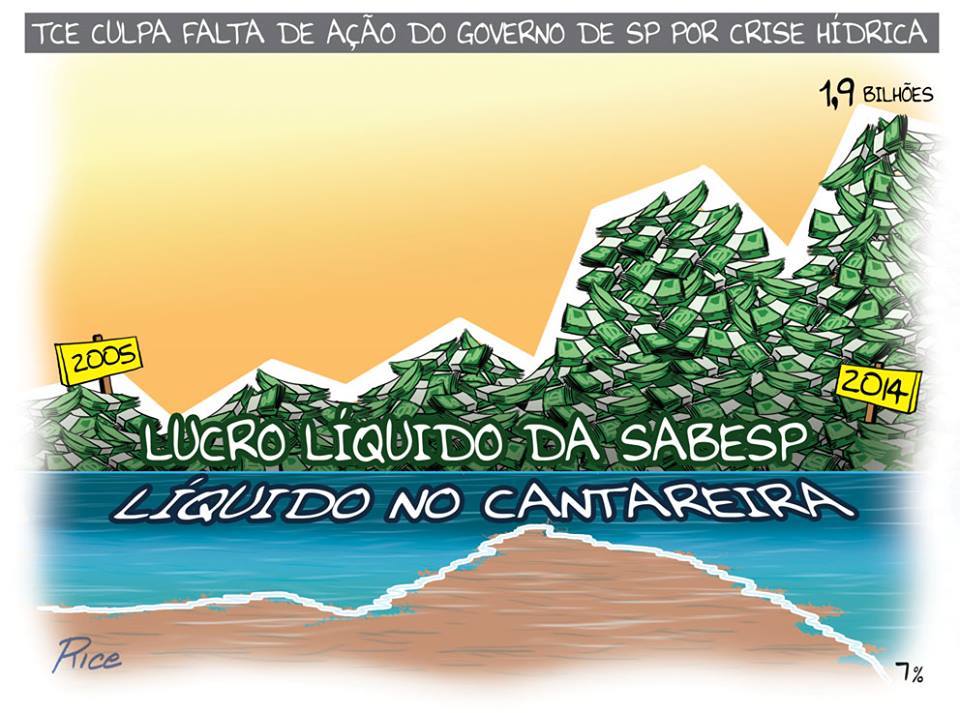 TCE CULPA FALTA DE AÇÃO DO GOVERNO DE SP POR CRISE HÍDRICA
1,9 BILHÕES
2005
2014
LUCRO LÍQUIDO DA SABESP
LÍQUIDO NO CANTAREIRA
Rice
7%